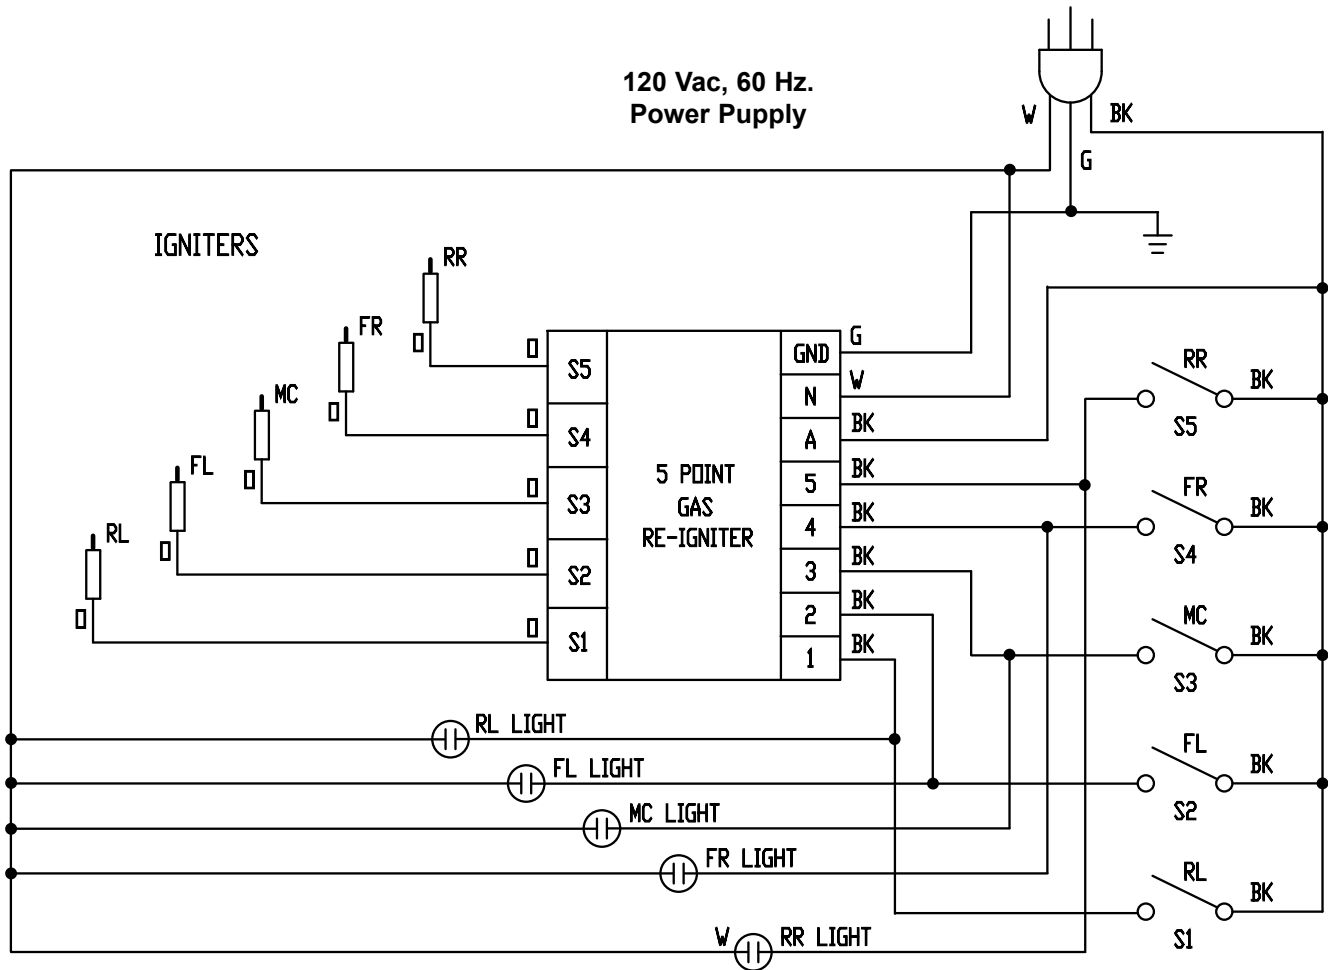 120 Vac, 60 Hz.
Power Pupply
W
BK
G
IGNITERS
RR
FR
MC
FL
RL
S5
S4
S3
S2
S1
5 POINT
GAS
RE-IGNITER
GND
N
A
5
4
3
2
1
G
W
BK
BK
BK
BK
BK
BK
RR
BK
S5
FR
BK
S4
MC
BK
S3
FL
BK
S2
RL
BK
S1
RL LIGHT
FL LIGHT
MC LIGHT
FR LIGHT
W
RR LIGHT